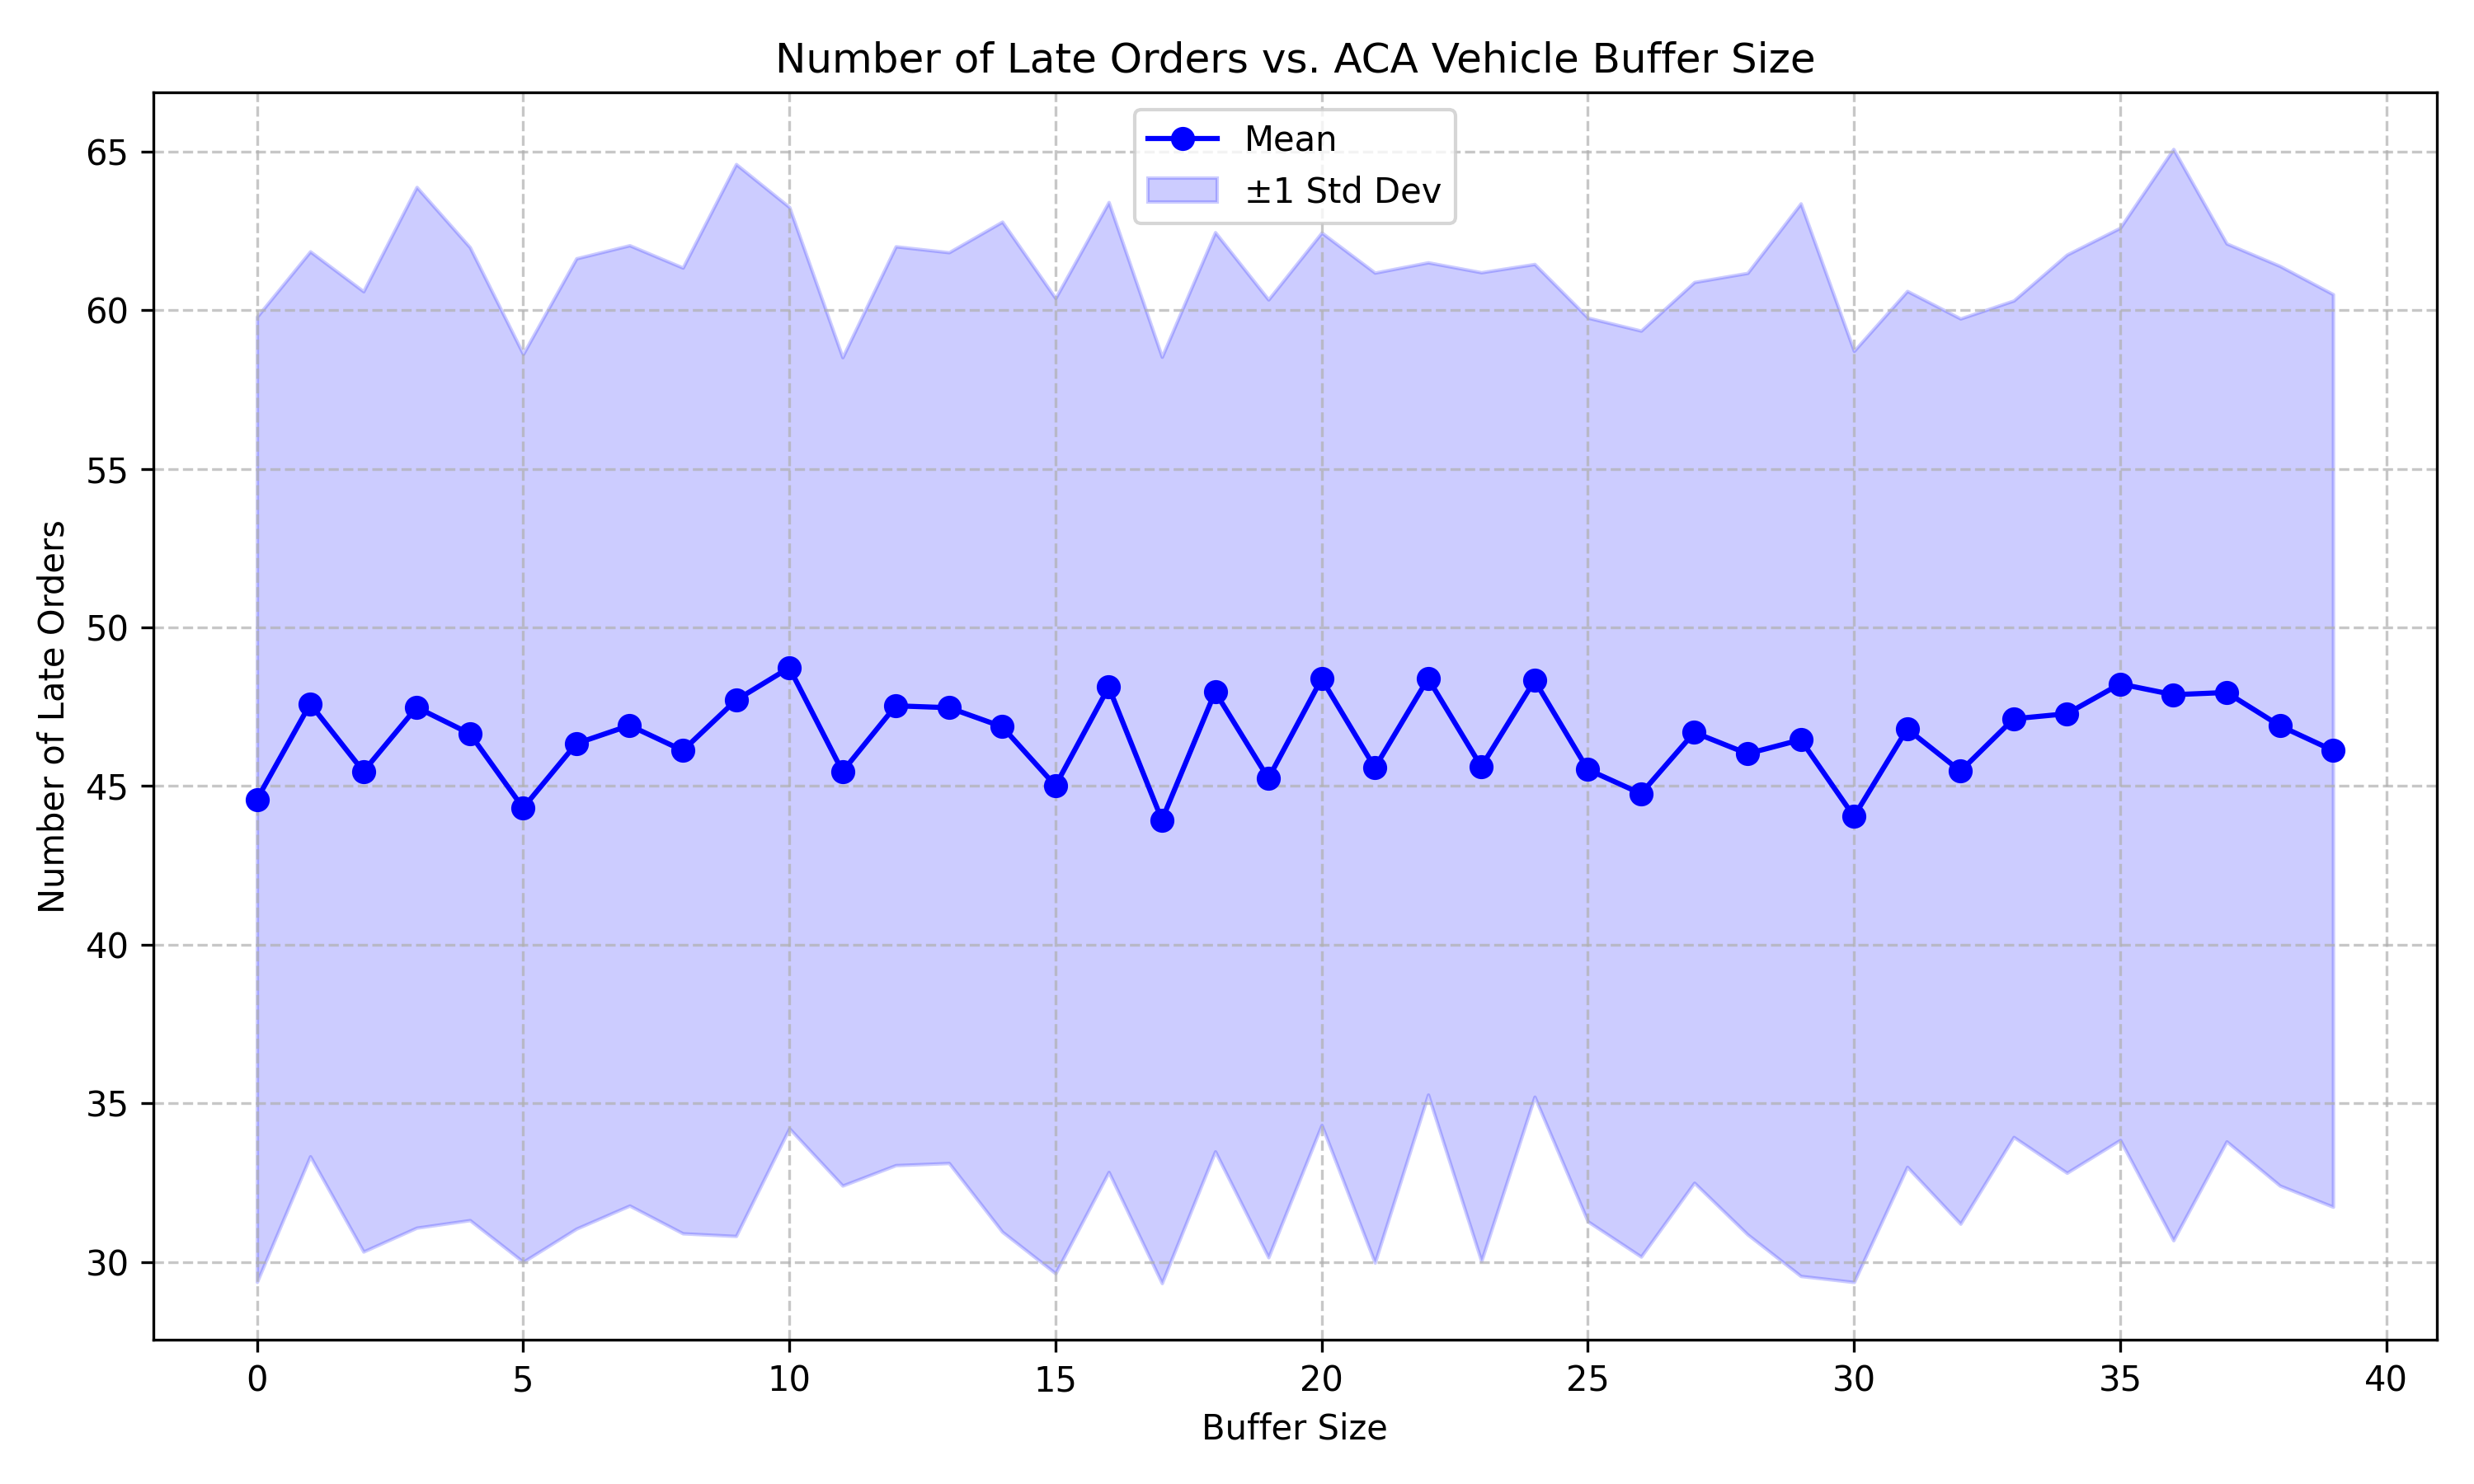 Number of Late Orders vs. ACA Vehicle Buffer Size
Mean
±1 Std Dev
65
60
55
50
45
40
35
30
Number of Late Orders
0 5 10 15 20 25 30 35 40
Buffer Size